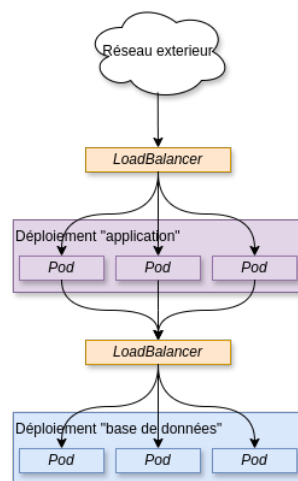 Réseau exterieur
LoadBalancer
Déploiement "application"
Pod Pod Pod
LoadBalancer
Déploiement "base de données"
Pod Pod Pod